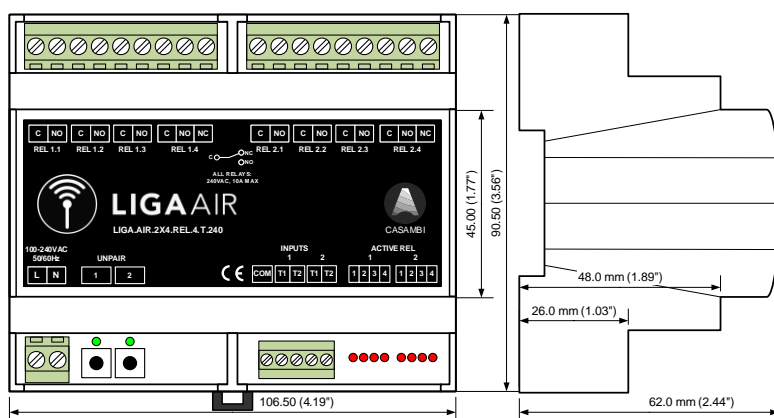 C NO C NO C NO C NO NC C NO C NO C NO C NO NC
REL 1.1 REL 1.2 REL 1.3 REL 1.4 REL 2.1 REL 2.2 REL 2.3 REL 2.4
C NC
NO
ALL RELAYS:
240VAC, 10A MAX
LIGAAIR
LIGA.AIR.2X4.REL.4.T.240
CASAMBI
100-240VAC
50/60Hz
UNPAIR
L N
1 2
CE
INPUTS
1 2
COM T1 T2 T1 T2
ACTIVE REL
1 2
1 2 3 4 1 2 3 4
45.00 (1.77")
90.50 (3.56")
48.0 mm (1.89")
26.0 mm (1.03")
106.50 (4.19")
62.0 mm (2.44")